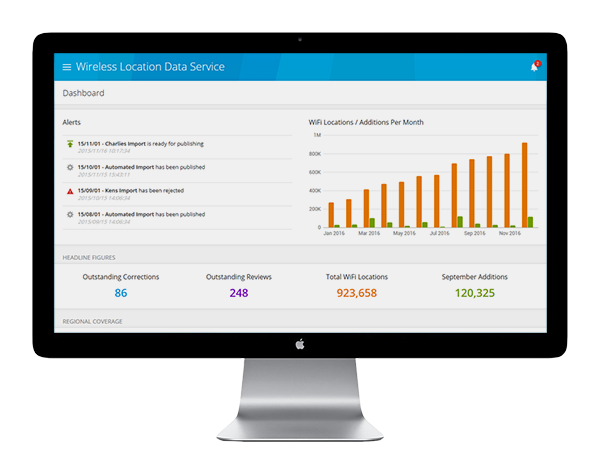 Wireless Location Data Service
2
Dashboard
Alerts
15/11/01 - Charlies Import is ready for publishing
2015/11/16 10:17:34
15/10/01 - Automated Import has been published
2015/11/15 15:43:11
15/09/01 - Kens Import has been rejected
2015/10/15 14:06:34
15/08/01 - Automated Import has been published
2015/09/15 14:06:34
WiFi Locations / Additions Per Month
1M
800K
600K
400K
200K
0
Jan 2016 Mar 2016 May 2016 Jul 2016 Sep 2016 Nov 2016
HEADLINE FIGURES
Outstanding Corrections Outstanding Reviews Total WiFi Locations September Additions
86 248 923,658 120,325
REGIONAL COVERAGE